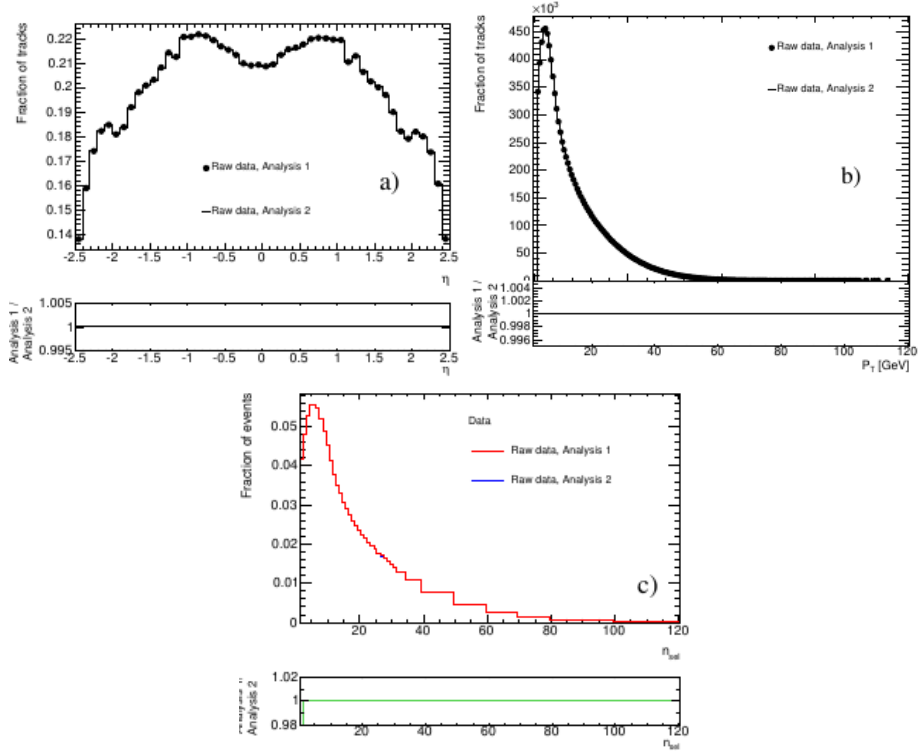 Fraction of tracks
0.22
0.21
0.2
0.19
0.18
0.17
0.16
0.15
0.14
Raw data, Analysis 1
Raw data, Analysis 2
a)
-2.5 -2 -1.5 -1 -0.5 0 0.5 1 1.5 2 2.5
η
Analysis 1 /
Analysis 2
1.005
1
0.995
-2.5 -2 -1.5 -1 -0.5 0 0.5 1 1.5 2 2.5
η
×10³
Fraction of tracks
450
400
350
300
250
200
150
100
50
0
Raw data, Analysis 1
Raw data, Analysis 2
b)
Analysis 1 /
Analysis 2
1.004
1.002
1
0.998
0.996
20 40 60 80 100 120
P_T [GeV]
Fraction of events
0.05
0.04
0.03
0.02
0.01
0
Data
Raw data, Analysis 1
Raw data, Analysis 2
c)
20 40 60 80 100 120
n_sel
Analysis 2
1.02
1
0.98
20 40 60 80 100 120
n_sel